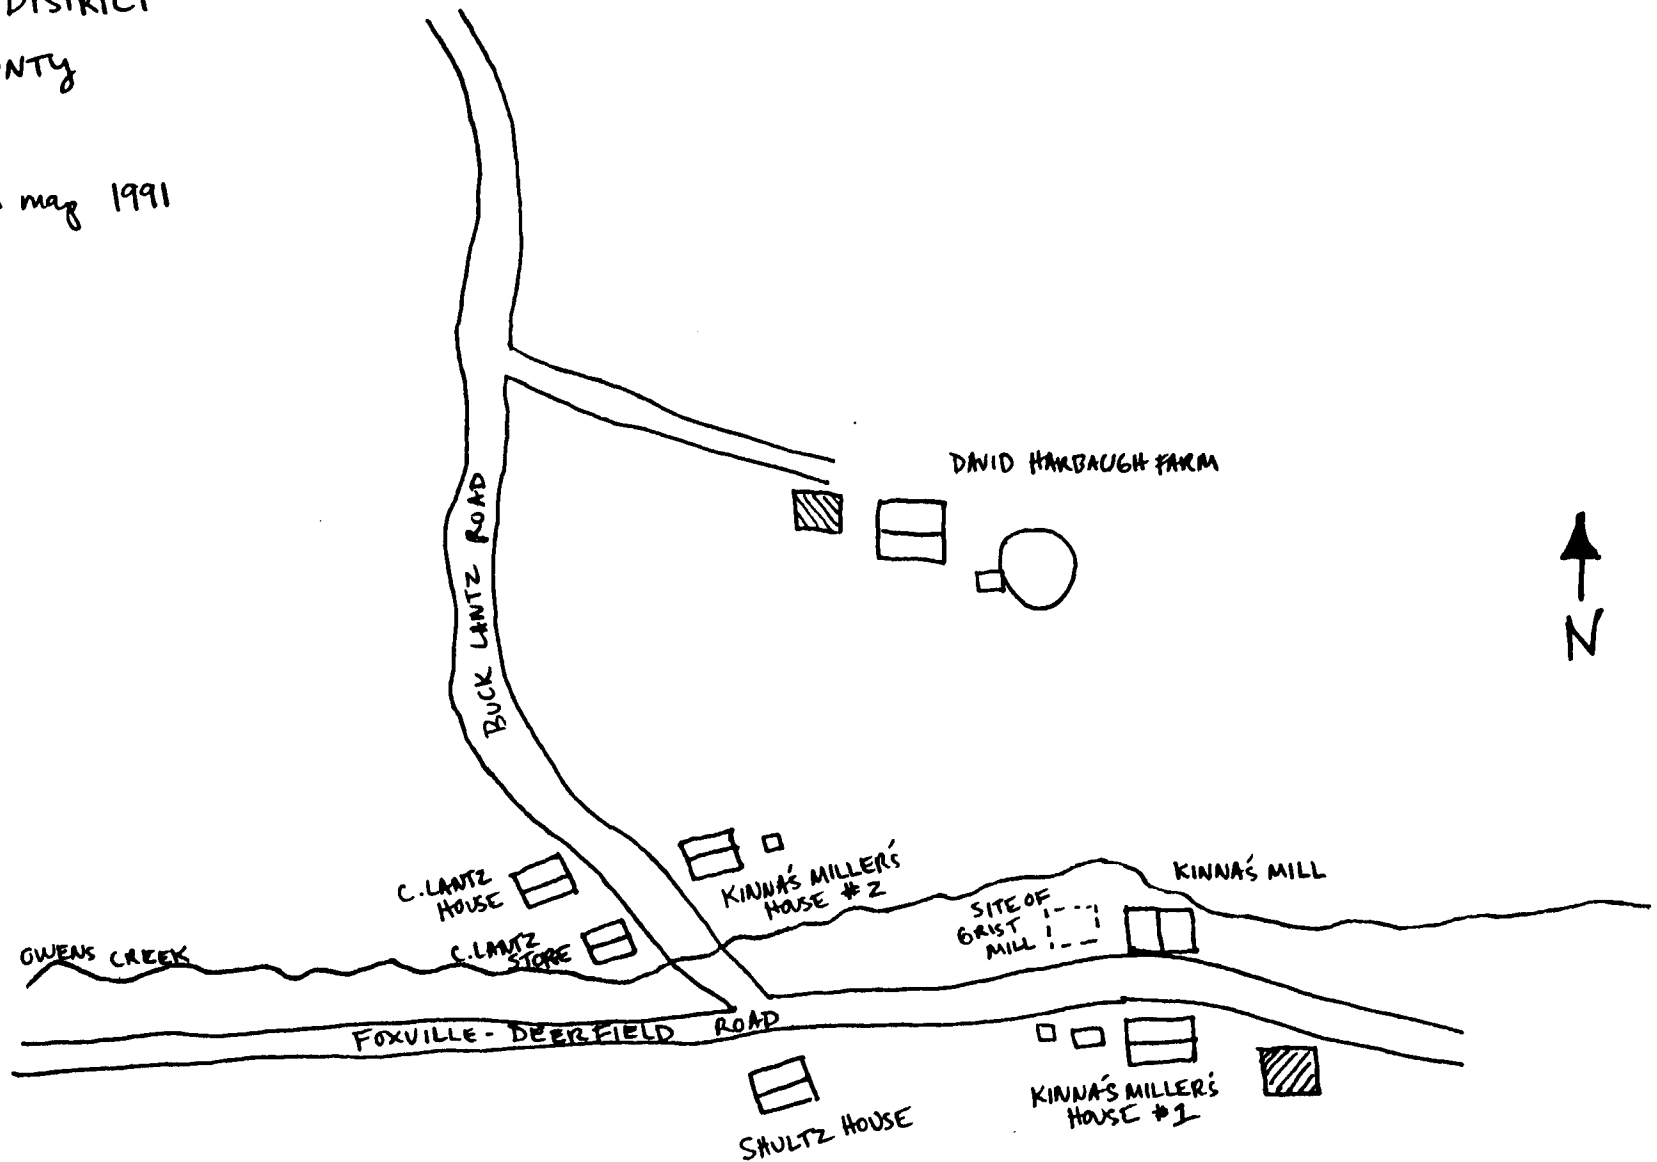 DISTRICT
NTY
may 1991
DAVID HARBAUGH FARM
N
BUCK LANTZ ROAD
C. LANTZ
HOUSE
KINNA'S MILLER'S
HOUSE #2
KINNA'S MILL
SITE OF
GRIST
MILL
OWENS CREEK
C. LANTZ
STORE
FOXVILLE - DEERFIELD ROAD
KINNA'S MILLER'S
HOUSE #1
SHULTZ HOUSE